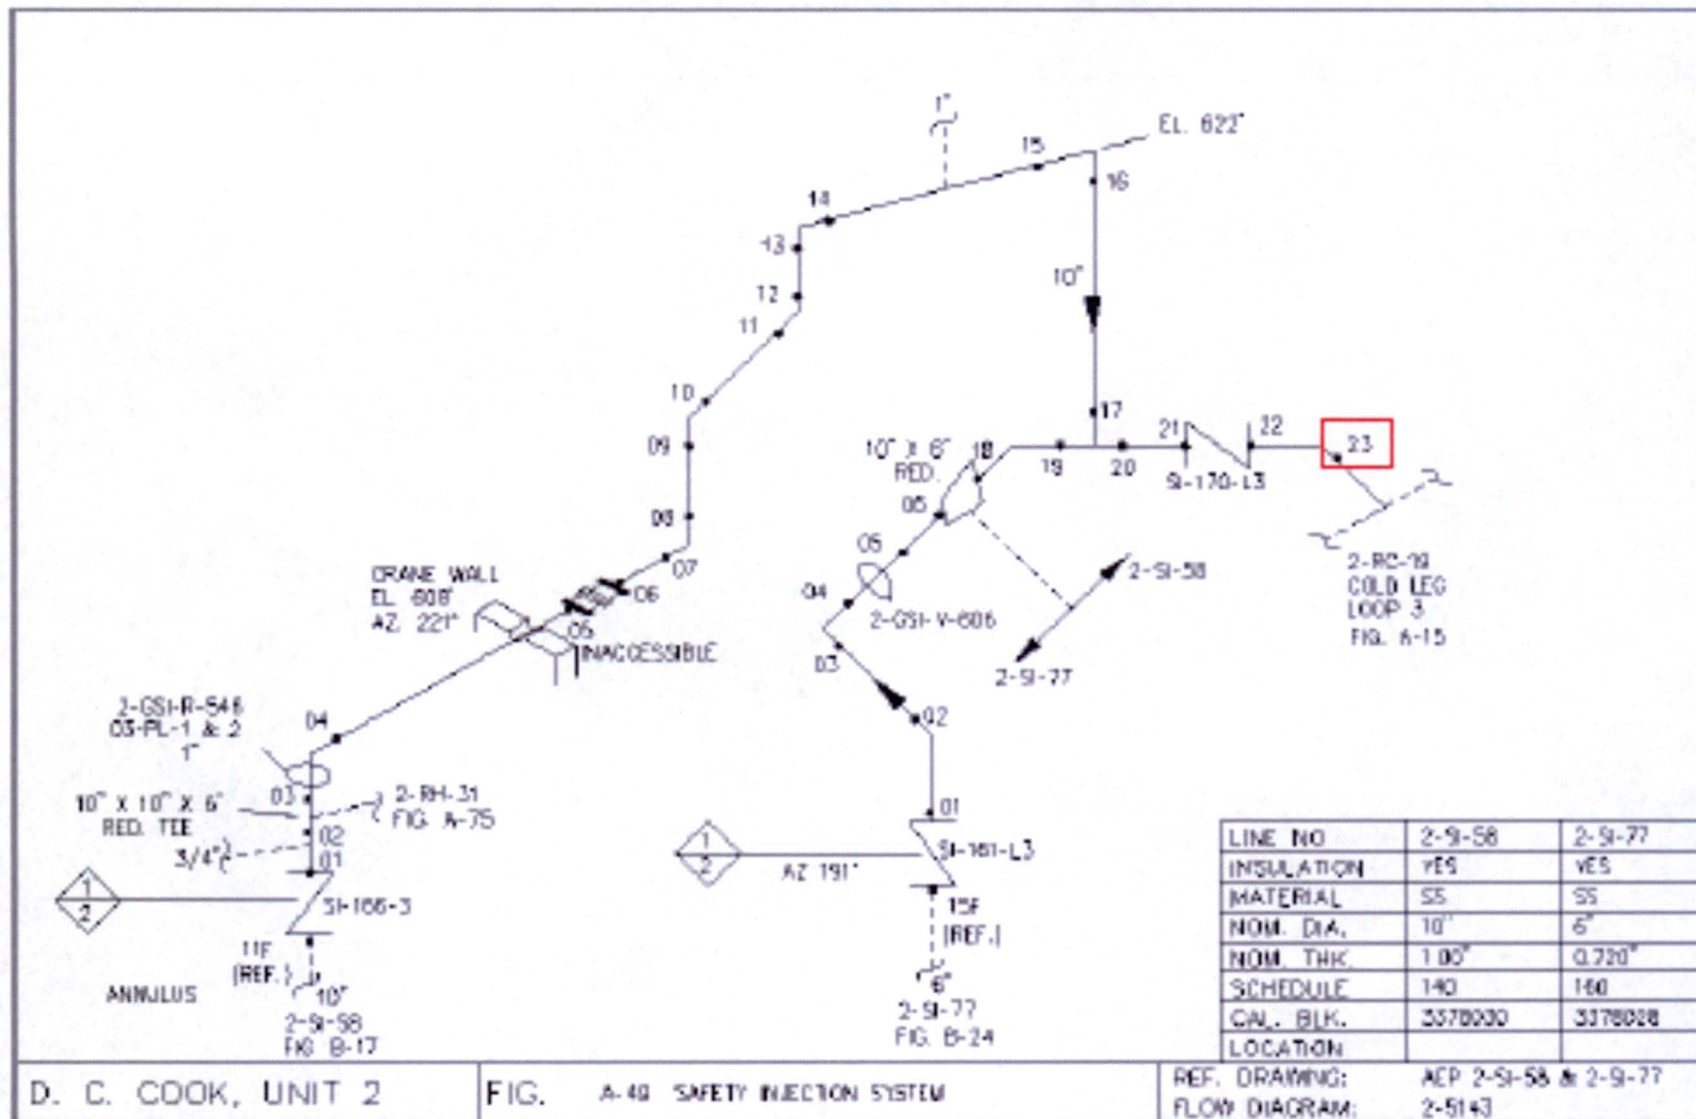 1"
EL. 622'
15
16
14
13
12
10"
11
10
17
09
10" X 6"
RED.
18
19
20
21
22
23
SI-170-L3
08
06
05
07
CRANE WALL
EL 608'
AZ. 221°
06
05
INACCESSIBLE
04
2-GSI-V-606
03
2-SI-58
2-SI-77
2-RC-19
COLD LEG
LOOP 3
FIG. A-15
2-GSI-R-546
03-PL-1 & 2
1"
04
02
10" X 10" X 6"
RED. TEE
03
2-RH-31
FIG. A-75
02
3/4"
01
01
1
2
SI-166-3
1
2
AZ 191°
SI-161-L3
11F
(REF.)
15F
(REF.)
ANNULUS
10"
2-SI-58
FIG B-17
6"
2-SI-77
FIG. B-24
LINE NO 2-SI-58 2-SI-77
INSULATION YES YES
MATERIAL SS SS
NOM. DIA. 10" 6"
NOM. THK. 1.00" 0.720"
SCHEDULE 140 160
CAL. BLK.
LOCATION
D. C. COOK, UNIT 2
FIG. SAFETY INJECTION SYSTEM
REF. DRAWING: AEP 2-SI-58 & 2-SI-77
FLOW DIAGRAM: 2-5143